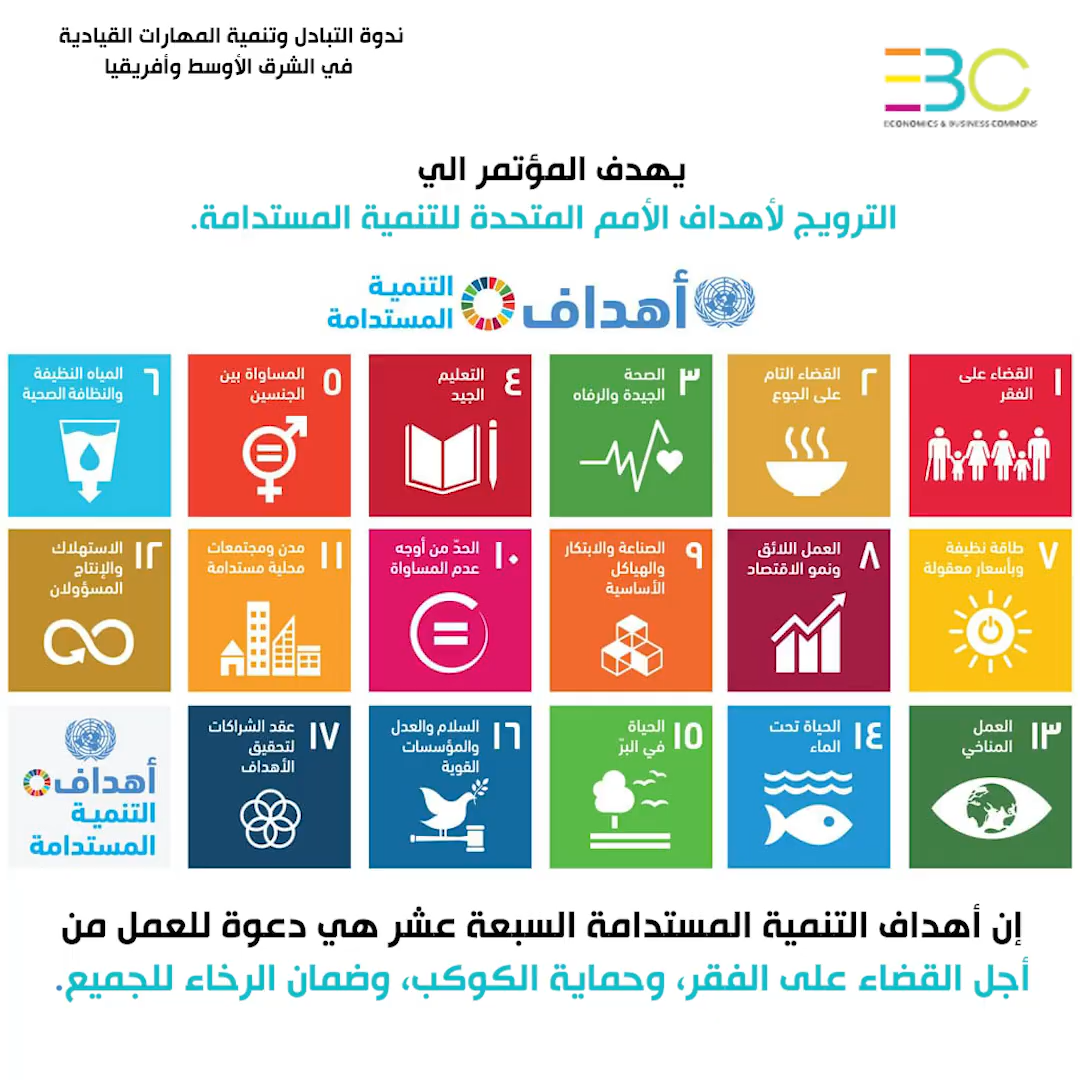 ندوة التبادل وتنمية المهارات القيادية
في الشرق الأوسط وأفريقيا
EBC
ECONOMICS & BUSINESS COMMONS
يهدف المؤتمر الي
الترويج لأهداف الأمم المتحدة للتنمية المستدامة.
أهداف
التنمية
المستدامة
١
القضاء على
الفقر
٢
القضاء التام
على الجوع
٣
الصحة
الجيدة والرفاه
٤
التعليم
الجيد
٥
المساواة بين
الجنسين
٦
المياه النظيفة
والنظافة الصحية
٧
طاقة نظيفة
وبأسعار معقولة
٨
العمل اللائق
ونمو الاقتصاد
٩
الصناعة والابتكار
والهياكل
الأساسية
١٠
الحدّ من أوجه
عدم المساواة
١١
مدن ومجتمعات
محلية مستدامة
١٢
الاستهلاك
والإنتاج
المسؤولان
١٣
العمل
المناخي
١٤
الحياة تحت
الماء
١٥
الحياة
في البرّ
١٦
السلام والعدل
والمؤسسات
القوية
١٧
عقد الشراكات
لتحقيق
الأهداف
أهداف
التنمية
المستدامة
إن أهداف التنمية المستدامة السبعة عشر هي دعوة للعمل من
أجل القضاء على الفقر، وحماية الكوكب، وضمان الرخاء للجميع.